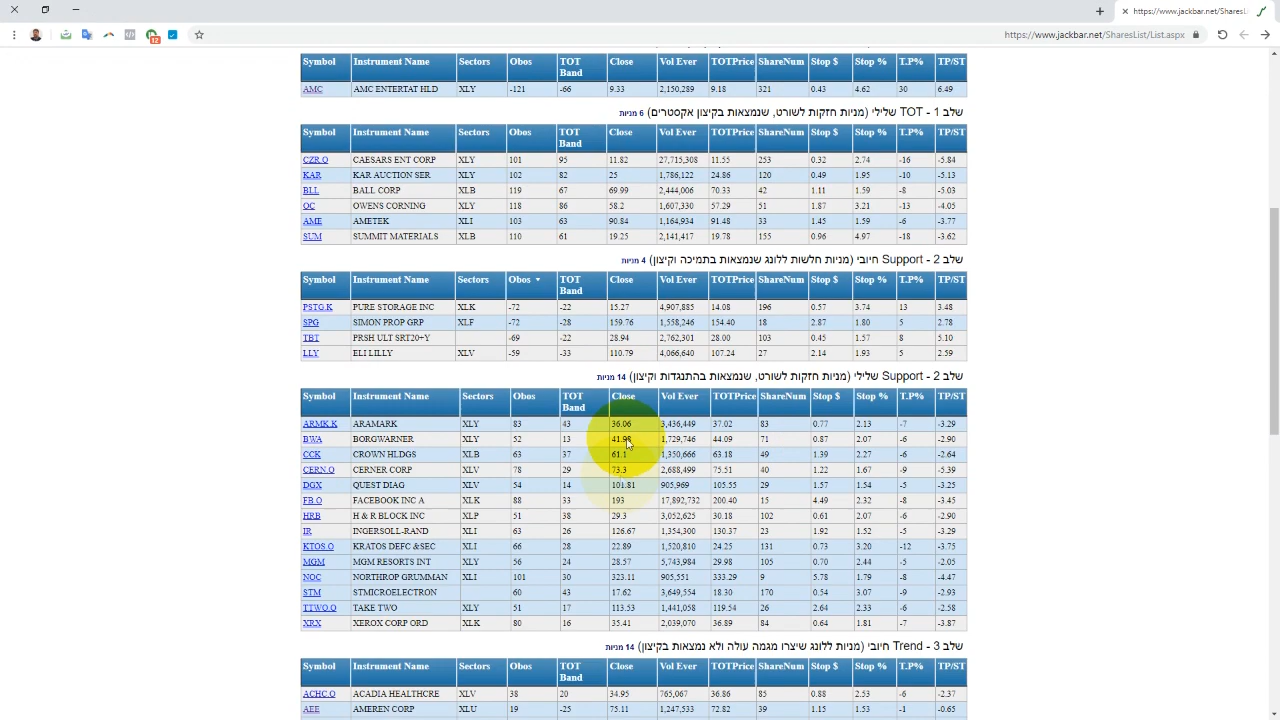 https://www.jackbar.net/SharesL
https://www.jackbar.net/SharesList/List.aspx
12
Symbol Instrument Name Sectors Obos TOT Band Close Vol Ever TOTPrice ShareNum Stop $ Stop % T.P% TP/ST
AMC AMC ENTERTAT HLD XLY -121 -66 9.33 2,150,289 9.18 321 0.43 4.62 30 6.49
שלב 1 - TOT שלילי (מניות חזקות לשורט, שנמצאות בקיצון אקסטרים) 6 מניות
Symbol Instrument Name Sectors Obos TOT Band Close Vol Ever TOTPrice ShareNum Stop $ Stop % T.P% TP/ST
CZR.O CAESARS ENT CORP XLY 101 95 11.82 27,715,308 11.55 253 0.32 2.74 -16 -5.84
KAR KAR AUCTION SER XLY 102 82 25 1,786,122 24.86 120 0.49 1.95 -10 -5.13
BLL BALL CORP XLB 119 67 69.99 2,444,006 70.33 42 1.11 1.59 -8 -5.03
OC OWENS CORNING XLY 118 86 58.2 1,607,330 57.29 51 1.87 3.21 -13 -4.05
AME AMETEK XLI 103 63 90.84 1,164,934 91.48 33 1.45 1.59 -6 -3.77
SUM SUMMIT MATERIALS XLB 110 61 19.25 2,141,417 19.78 155 0.96 4.97 -18 -3.62
שלב 2 - Support חיובי (מניות חלשות ללונג שנמצאות בתמיכה וקיצון) 4 מניות
Symbol Instrument Name Sectors Obos TOT Band Close Vol Ever TOTPrice ShareNum Stop $ Stop % T.P% TP/ST
PSTG.K PURE STORAGE INC XLK -72 -22 15.27 4,907,885 14.08 196 0.57 3.74 13 3.48
SPG SIMON PROP GRP XLF -72 -28 159.76 1,558,246 154.40 18 2.87 1.80 5 2.78
TBT PRSH ULT SRT20+Y -69 -22 28.94 2,762,301 28.00 103 0.45 1.57 8 5.10
LLY ELI LILLY XLV -59 -33 110.79 4,066,640 107.24 27 2.14 1.93 5 2.59
שלב 2 - Support שלילי (מניות חזקות לשורט, שנמצאות בהתנגדות וקיצון) 14 מניות
Symbol Instrument Name Sectors Obos TOT Band Close Vol Ever TOTPrice ShareNum Stop $ Stop % T.P% TP/ST
ARMK.K ARAMARK XLY 83 43 36.06 3,436,449 37.02 93 0.77 2.13 -7 -3.29
BWA BORGWARNER XLY 52 13 1,729,746 44.09 71 0.87 2.07 -6 -2.90
CCK CROWN HLDGS XLB 63 37 61.1 1,350,666 63.18 49 1.39 2.27 -6 -2.64
CERN.O CERNER CORP XLV 78 29 73.3 2,688,499 75.51 40 1.22 1.67 -9 -5.39
DGX QUEST DIAG XLV 54 14 101.81 905,969 105.55 29 1.57 1.54 -5 -3.25
FB.O FACEBOOK INC A XLK 88 33 193 17,892,732 200.40 15 4.49 2.32 -8 -3.45
HRB H & R BLOCK INC XLP 51 38 29.3 3,052,625 30.18 102 0.61 2.07 -6 -2.90
IR INGERSOLL-RAND XLI 63 26 126.67 1,354,300 130.37 23 1.92 1.52 -5 -3.29
KTOS.O KRATOS DEFC &SEC XLI 66 28 22.89 1,520,810 24.25 131 0.73 3.20 -12 -3.75
MGM MGM RESORTS INT XLY 56 24 28.57 5,743,984 29.98 105 0.70 2.44 -5 -2.05
NOC NORTHROP GRUMMAN XLI 101 30 323.11 905,551 333.29 9 5.78 1.79 -8 -4.47
STM STMICROELECTRON 60 43 17.62 3,649,554 18.30 170 0.54 3.07 -9 -2.93
TTWO.O TAKE TWO XLY 51 17 113.53 1,441,058 119.54 26 2.64 2.33 -6 -2.58
XRX XEROX CORP ORD XLK 80 16 35.41 2,039,070 36.89 84 0.64 1.81 -7 -3.87
שלב 3 - Trend חיובי (מניות ללונג שיצרו מגמה עולה ולא נמצאות בקיצון) 14 מניות
Symbol Instrument Name Sectors Obos TOT Band Close Vol Ever TOTPrice ShareNum Stop $ Stop % T.P% TP/ST
ACHC.O ACADIA HEALTHCRE XLV 38 20 34.95 765,067 36.86 85 0.88 2.53 -6 -2.37
AEE AMEREN CORP XLU 19 -25 75.11 1,247,533 72.82 39 1.15 1.53 -1 -0.65